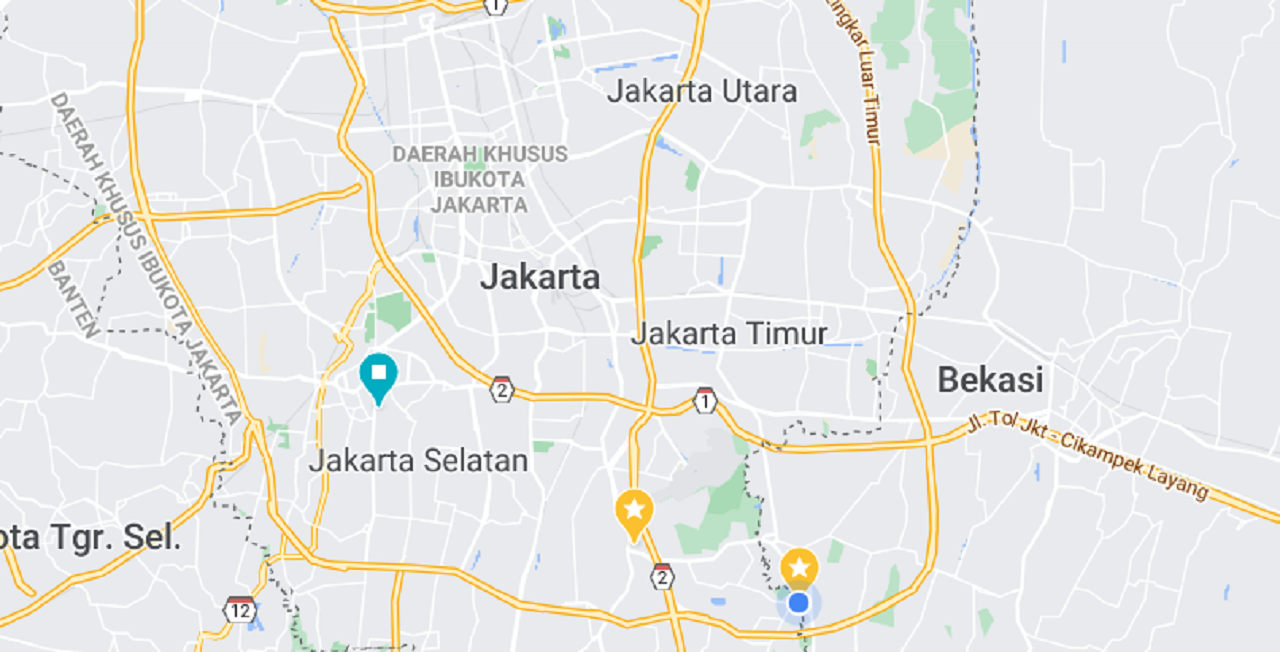 1
Lingkar Luar Timur
Jakarta Utara
DAERAH KHUSUS IBUKOTA JAKARTA
BANTEN
DAERAH KHUSUS
IBUKOTA
JAKARTA
Jakarta
Jakarta Timur
Bekasi
2
1
Jl. Tol Jkt - Cikampek Layang
Jakarta Selatan
ota Tgr. Sel.
2
12